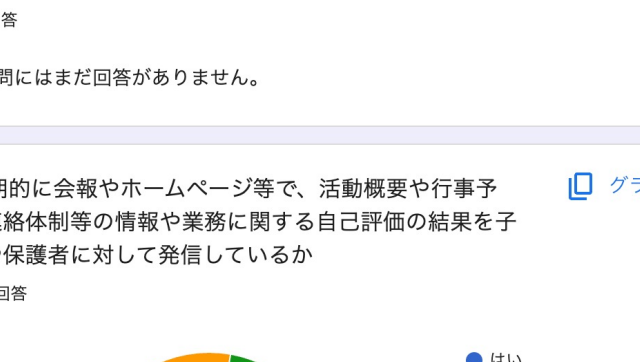 答
問にはまだ回答がありません。
期的に会報やホームページ等で、活動概要や行事予
連絡体制等の情報や業務に関する自己評価の結果を子
や保護者に対して発信しているか
グラ
回答
はい